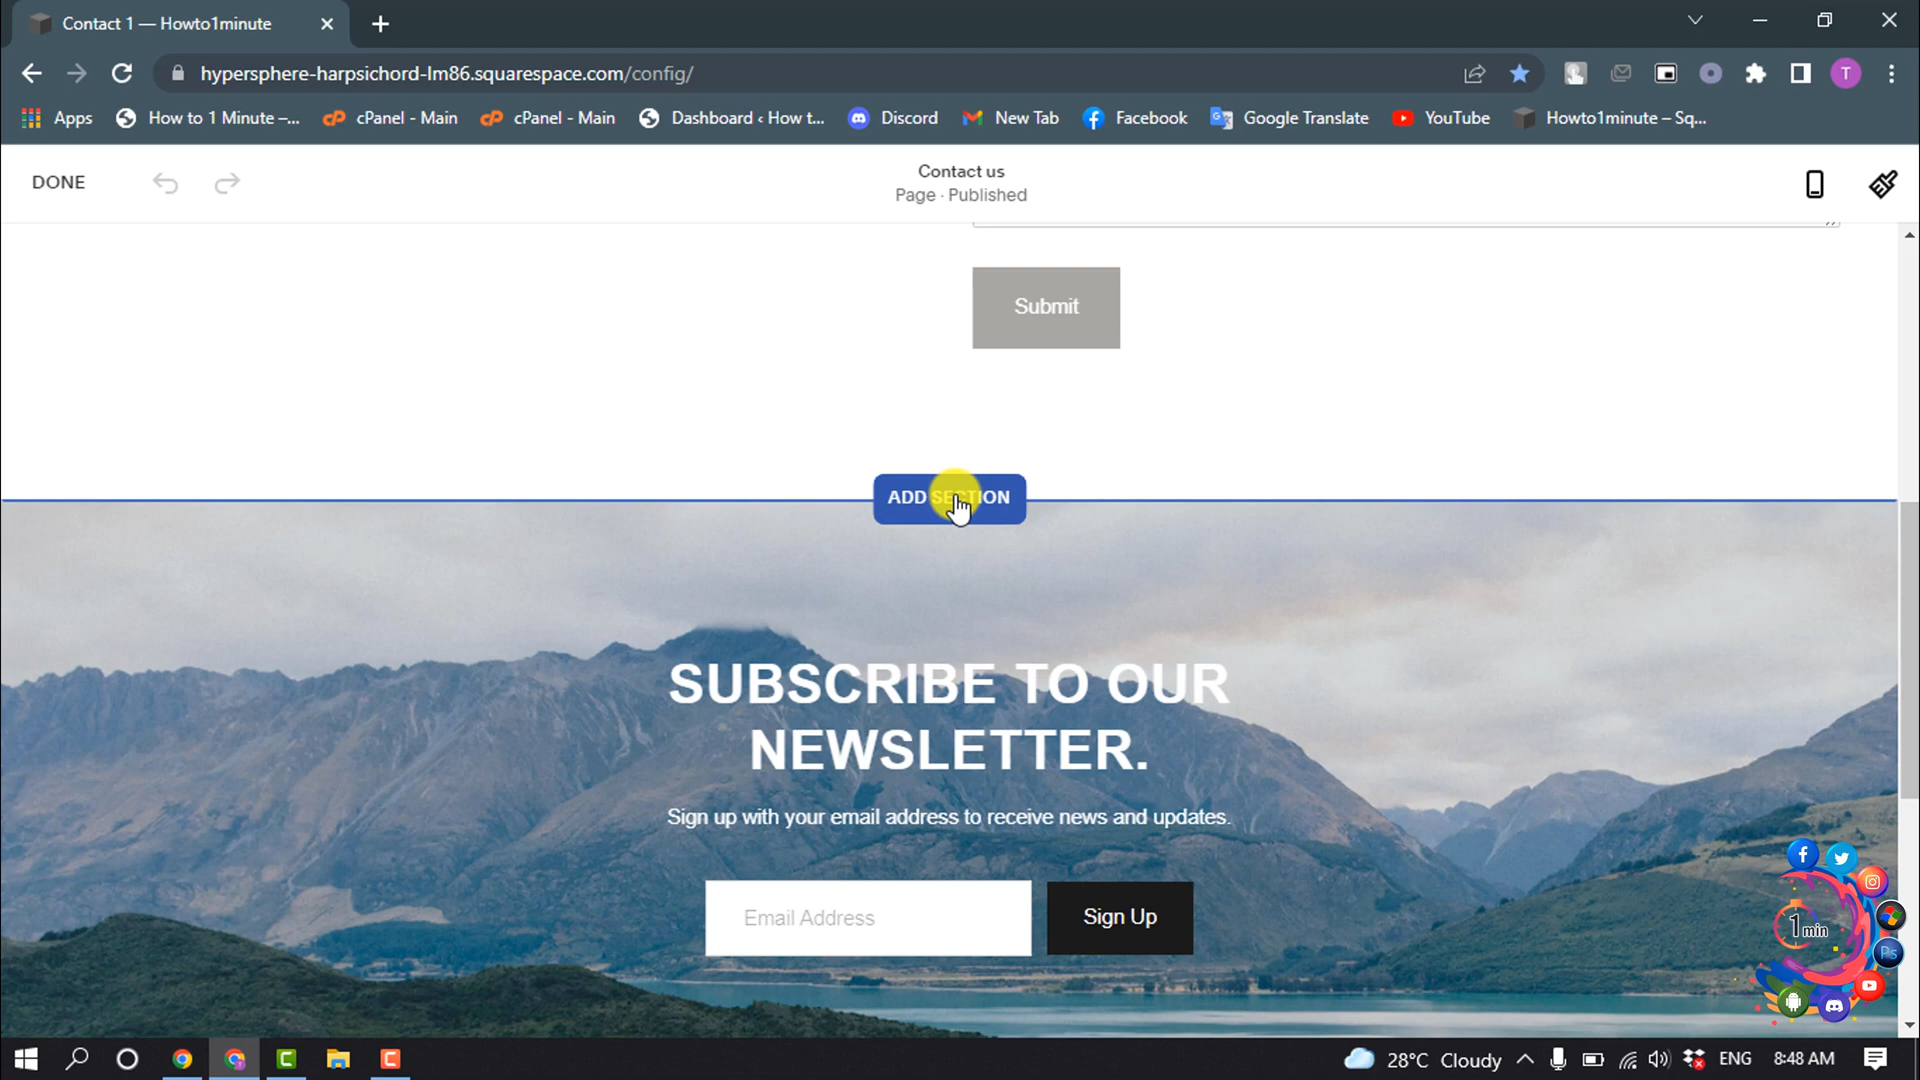 Contact 1 — Howto1minute
hypersphere-harpsichord-lm86.squarespace.com/config/
T
Apps
How to 1 Minute –...
cPanel - Main
cPanel - Main
Dashboard ‹ How t...
Discord
New Tab
Facebook
Google Translate
YouTube
Howto1minute – Sq...
DONE
Contact us
Page · Published
Submit
ADD SECTION
SUBSCRIBE TO OUR
NEWSLETTER.
Sign up with your email address to receive news and updates.
Email Address
Sign Up
1 min
Ps
28°C Cloudy
ENG
8:48 AM